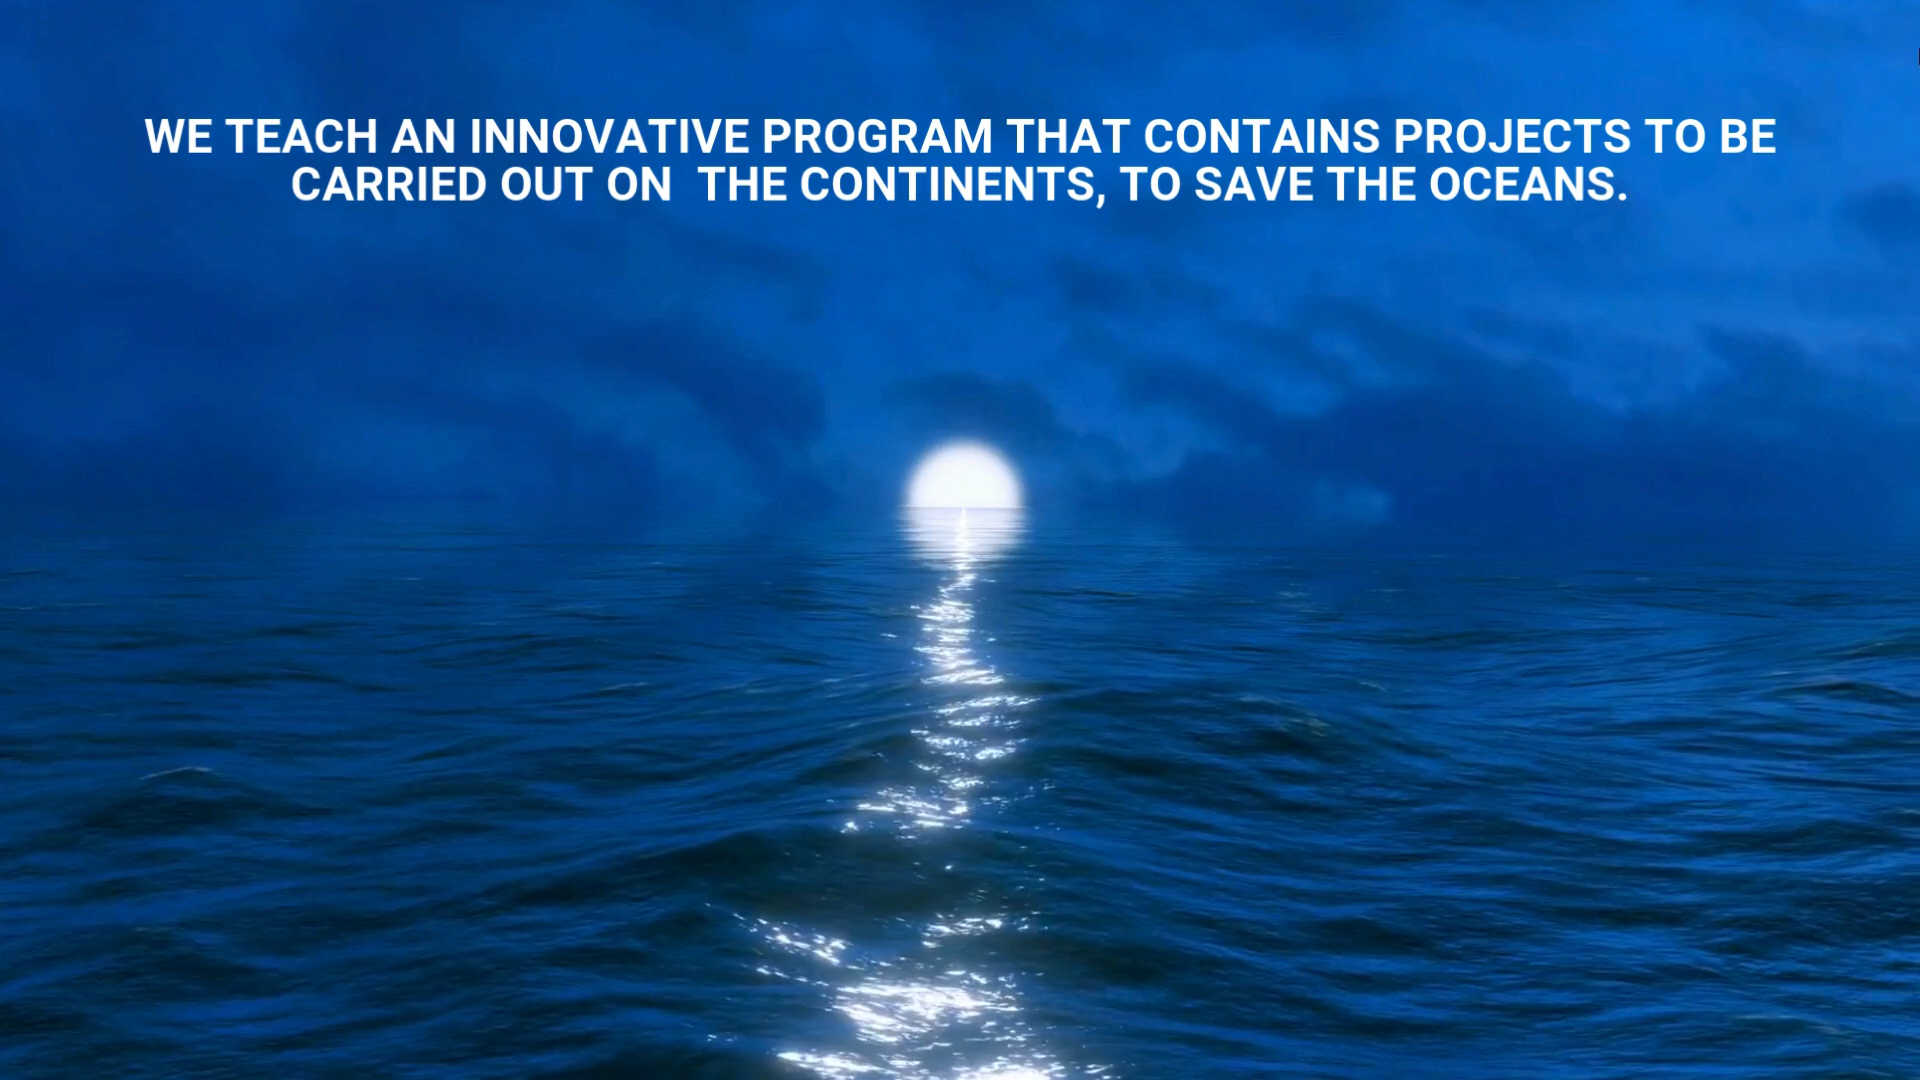 WE TEACH AN INNOVATIVE PROGRAM THAT CONTAINS PROJECTS TO BE
CARRIED OUT ON  THE CONTINENTS, TO SAVE THE OCEANS.